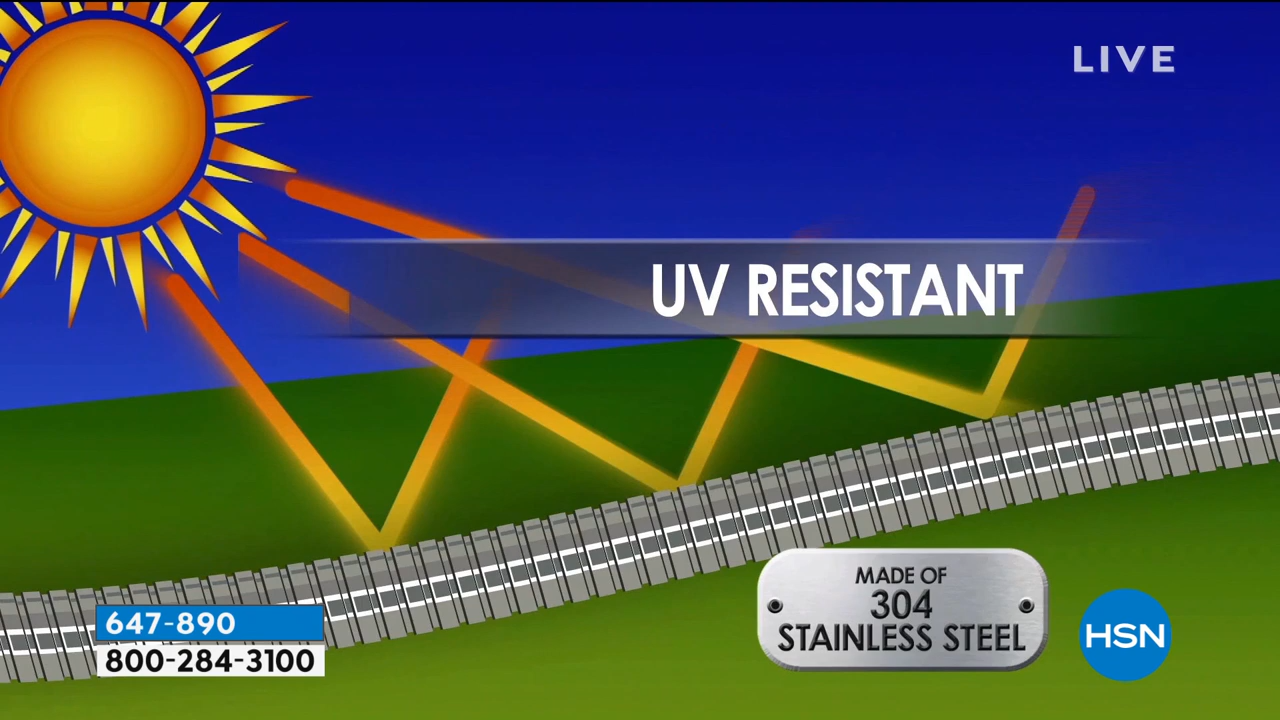 LIVE
UV RESISTANT
MADE OF
304
STAINLESS STEEL
HSN
647-890
800-284-3100